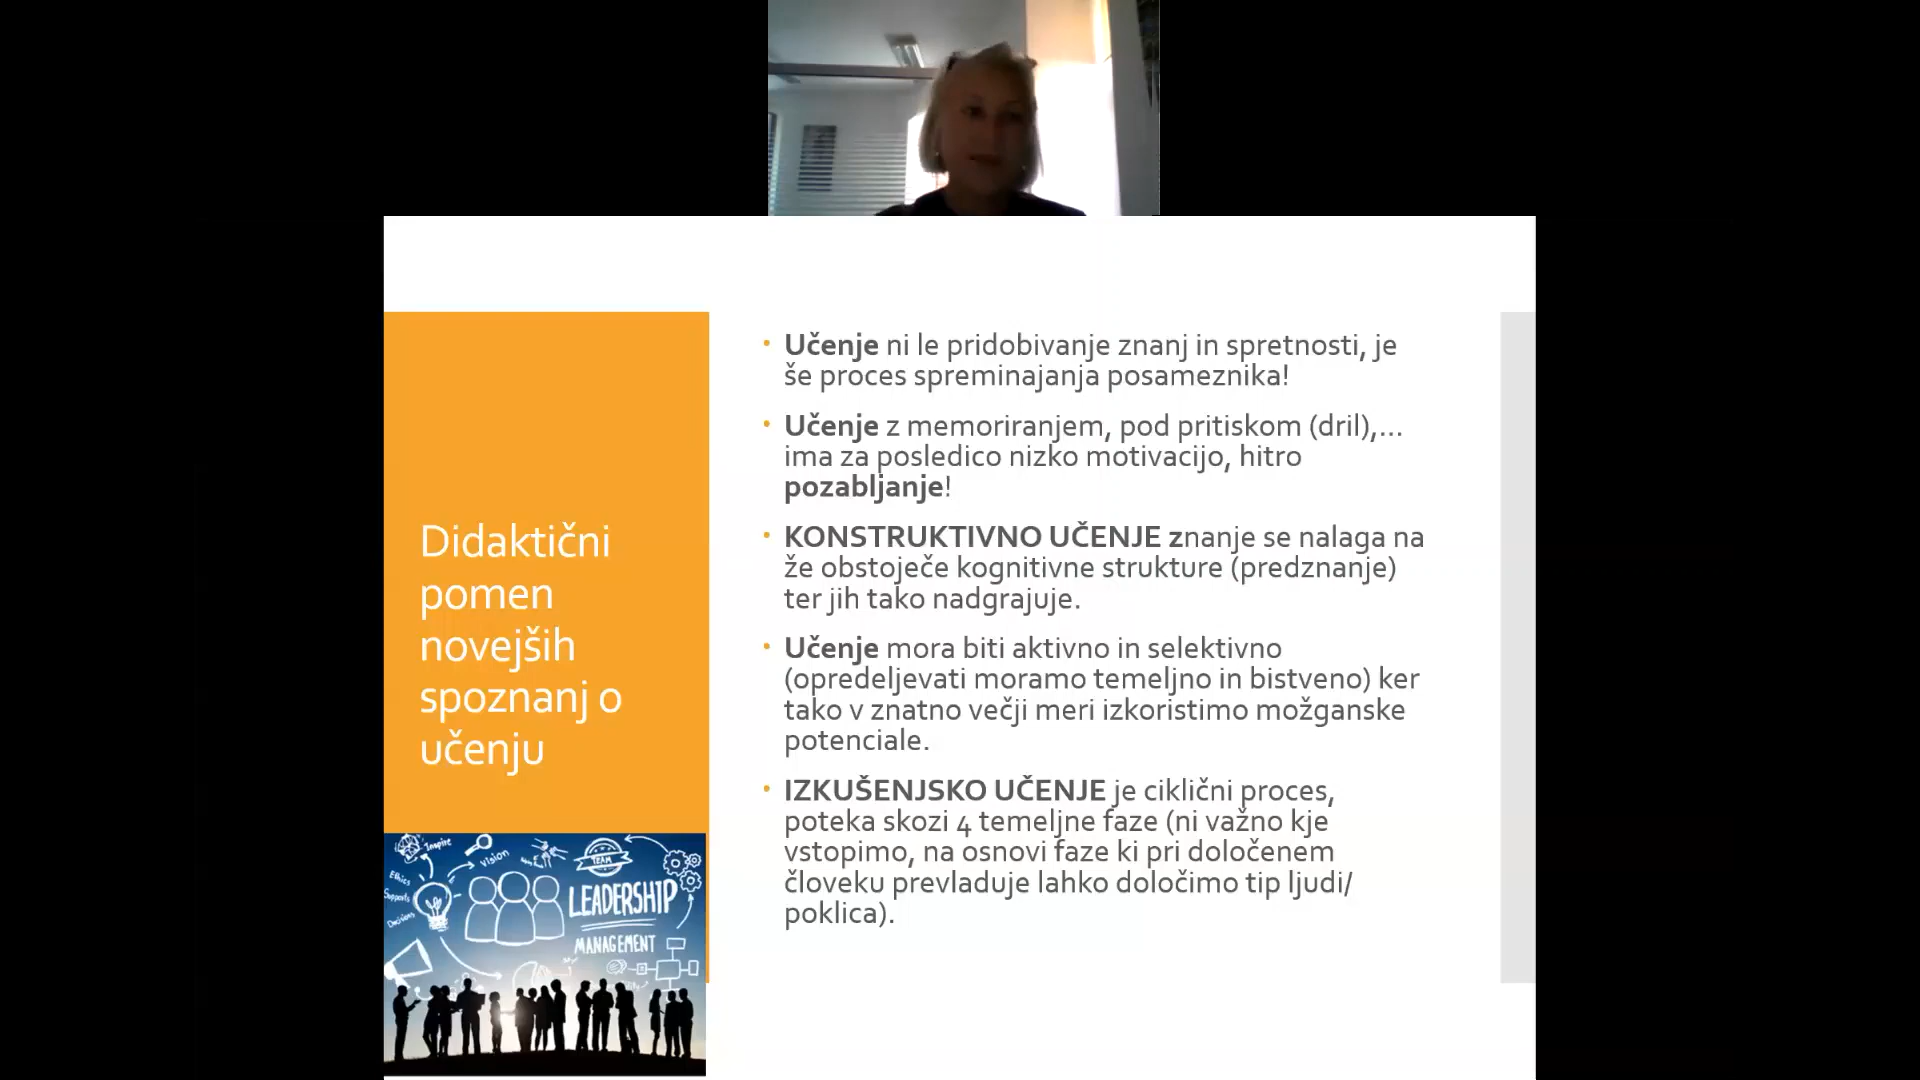 Didaktični
pomen
novejših
spoznanj o
učenju
• Učenje ni le pridobivanje znanj in spretnosti, je
še proces spreminajanja posameznika!
• Učenje z memoriranjem, pod pritiskom (dril),...
ima za posledico nizko motivacijo, hitro
pozabljanje!
• KONSTRUKTIVNO UČENJE znanje se nalaga na
že obstoječe kognitivne strukture (predznanje)
ter jih tako nadgrajuje.
• Učenje mora biti aktivno in selektivno
(opredeljevati moramo temeljno in bistveno) ker
tako v znatno večji meri izkoristimo možganske
potenciale.
• IZKUŠENJSKO UČENJE je ciklični proces,
poteka skozi 4 temeljne faze (ni važno kje
vstopimo, na osnovi faze ki pri določenem
človeku prevladuje lahko določimo tip ljudi/
poklica).
Inspire
vision
TEAM
Ethics
Supports
Decisions
LEADERSHIP
MANAGEMENT